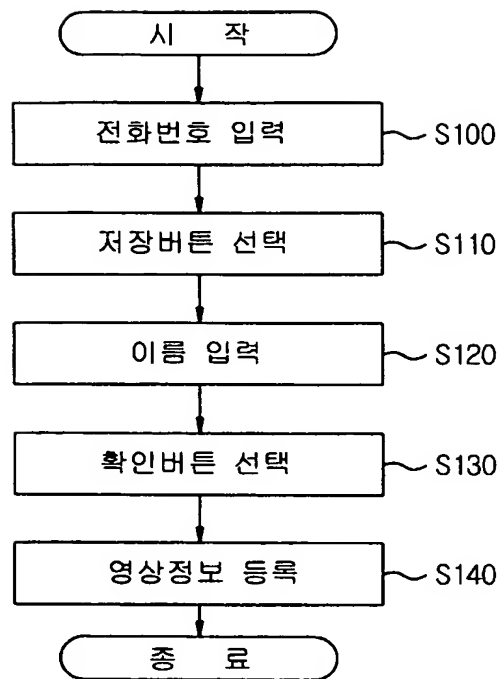 시 작
전화번호 입력 S100
저장버튼 선택 S110
이름 입력 S120
확인버튼 선택 S130
영상정보 등록 S140
종 료